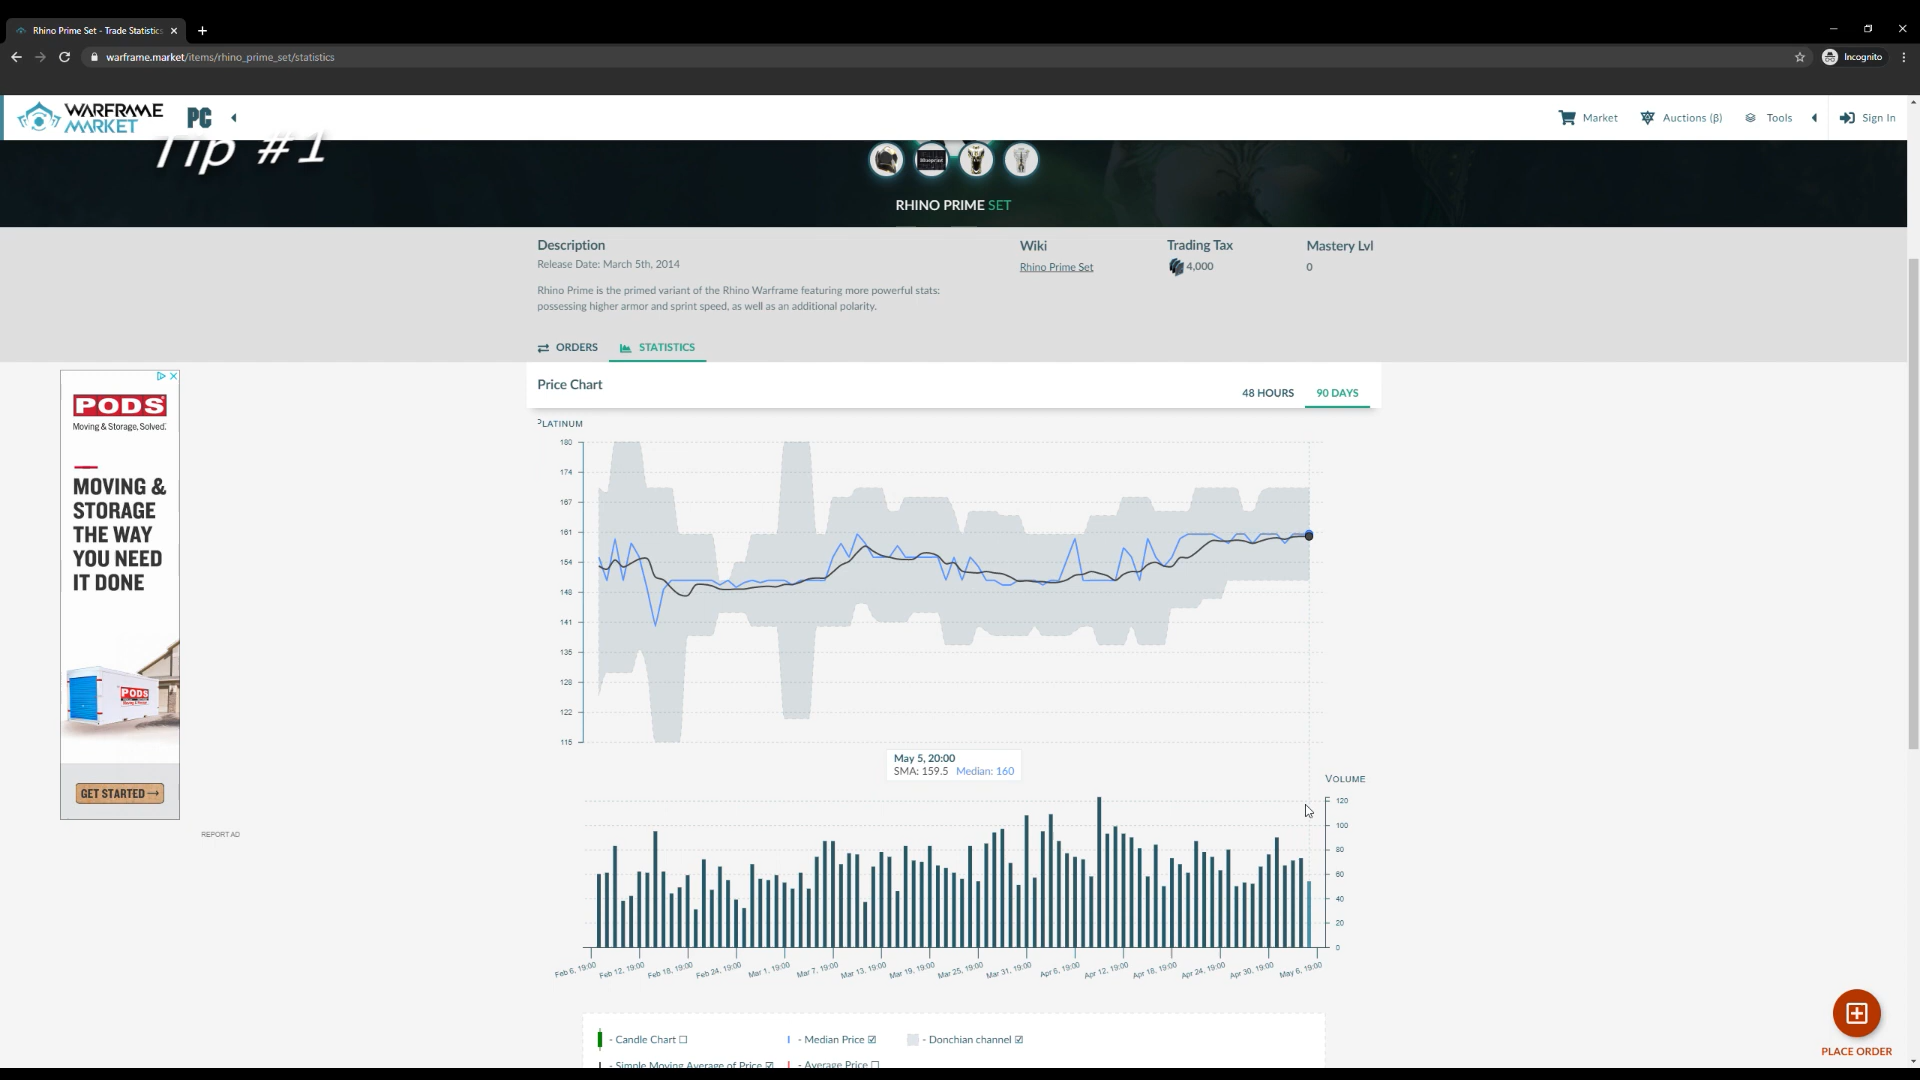 Rhino Prime Set - Trade Statistics
warframe.market/items/rhino_prime_set/statistics
Incognito
WARFRAME
MARKET
PC
Market
Auctions (β)
Tools
Sign In
Tip #1
Blueprint
RHINO PRIME SET
Description
Wiki
Trading Tax
Mastery Lvl
Release Date: March 5th, 2014
Rhino Prime Set
4,000
0
Rhino Prime is the primed variant of the Rhino Warframe featuring more powerful stats:
possessing higher armor and sprint speed, as well as an additional polarity.
ORDERS
STATISTICS
Price Chart
48 HOURS
90 DAYS
PLATINUM
180
174
167
161
154
148
141
135
128
122
115
May 5, 20:00
SMA: 159.5 Median: 160
VOLUME
120
100
80
60
40
20
0
Feb 6, 19:00
Feb 12, 19:00
Feb 18, 19:00
Feb 24, 19:00
Mar 1, 19:00
Mar 7, 19:00
Mar 13, 19:00
Mar 19, 19:00
Mar 25, 19:00
Mar 31, 19:00
Apr 6, 19:00
Apr 12, 19:00
Apr 18, 19:00
Apr 24, 19:00
Apr 30, 19:00
May 6, 19:00
- Candle Chart
- Median Price
- Donchian channel
- Simple Moving Average of Price
- Average Price
PODS
Moving & Storage, Solved.
MOVING &
STORAGE
THE WAY
YOU NEED
IT DONE
PODS
GET STARTED
REPORT AD
PLACE ORDER